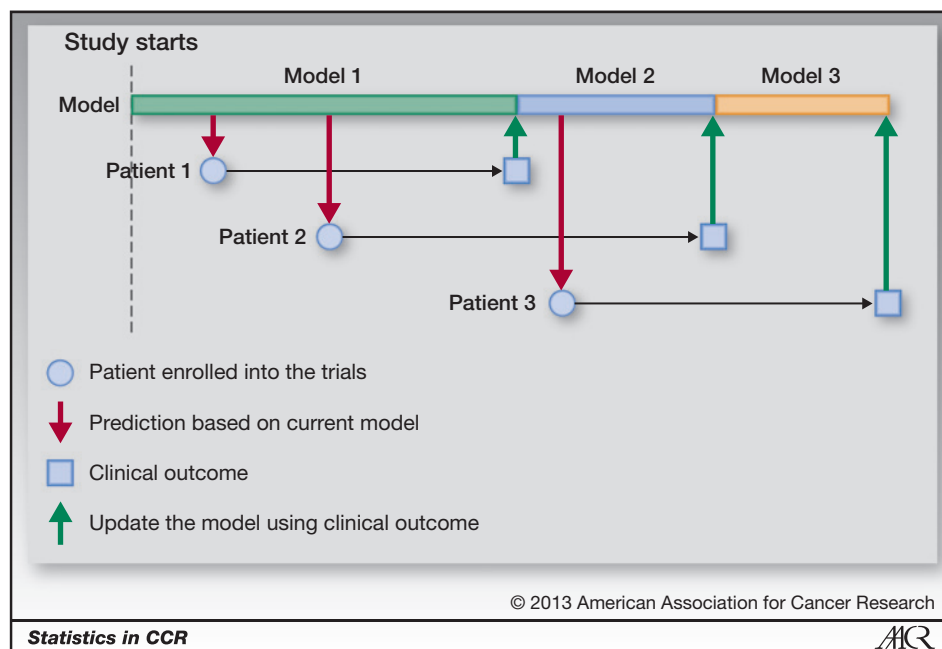 Study starts
Model 1
Model 2
Model 3
Model
Patient 1
Patient 2
Patient 3
Patient enrolled into the trials
Prediction based on current model
Clinical outcome
Update the model using clinical outcome
© 2013 American Association for Cancer Research
Statistics in CCR
AACR